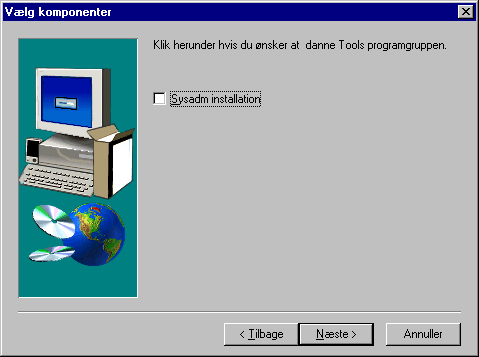 Vælg komponenter
Klik herunder hvis du ønsker at  danne Tools programgruppen.
Sysadm installation
< Tilbage
Næste >
Annuller